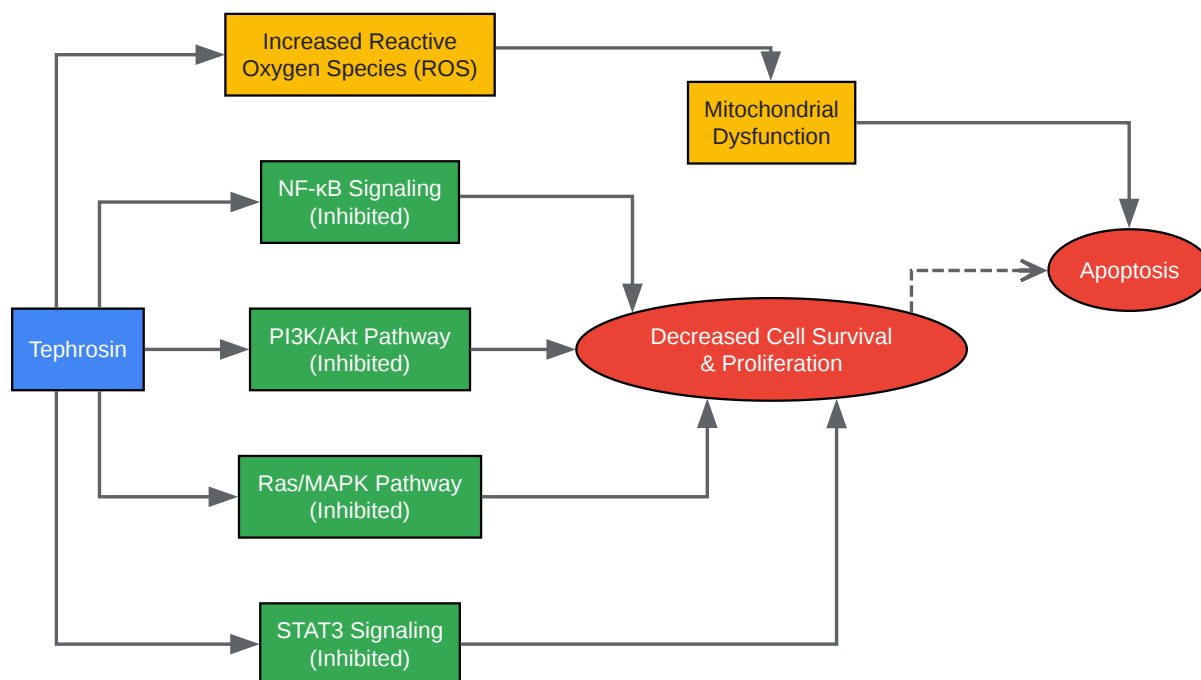 Increased Reactive
Oxygen Species (ROS)
Mitochondrial
Dysfunction
NF-κB Signaling
(Inhibited)
Apoptosis
Tephrosin
PI3K/Akt Pathway
(Inhibited)
Decreased Cell Survival
& Proliferation
Ras/MAPK Pathway
(Inhibited)
STAT3 Signaling
(Inhibited)